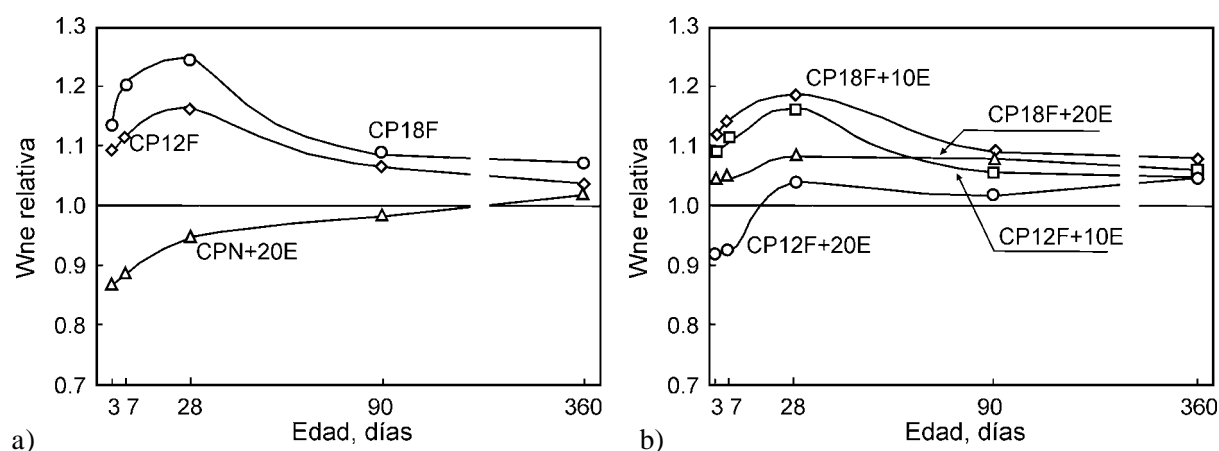 1.3
1.2
1.1
1.0
0.9
0.8
0.7
Wne relativa
CP18F
CP12F
CPN+20E
3 7 28 90 360
Edad, días
a)
1.3
1.2
1.1
1.0
0.9
0.8
0.7
Wne relativa
CP18F+10E
CP18F+20E
CP12F+10E
CP12F+20E
3 7 28 90 360
Edad, días
b)